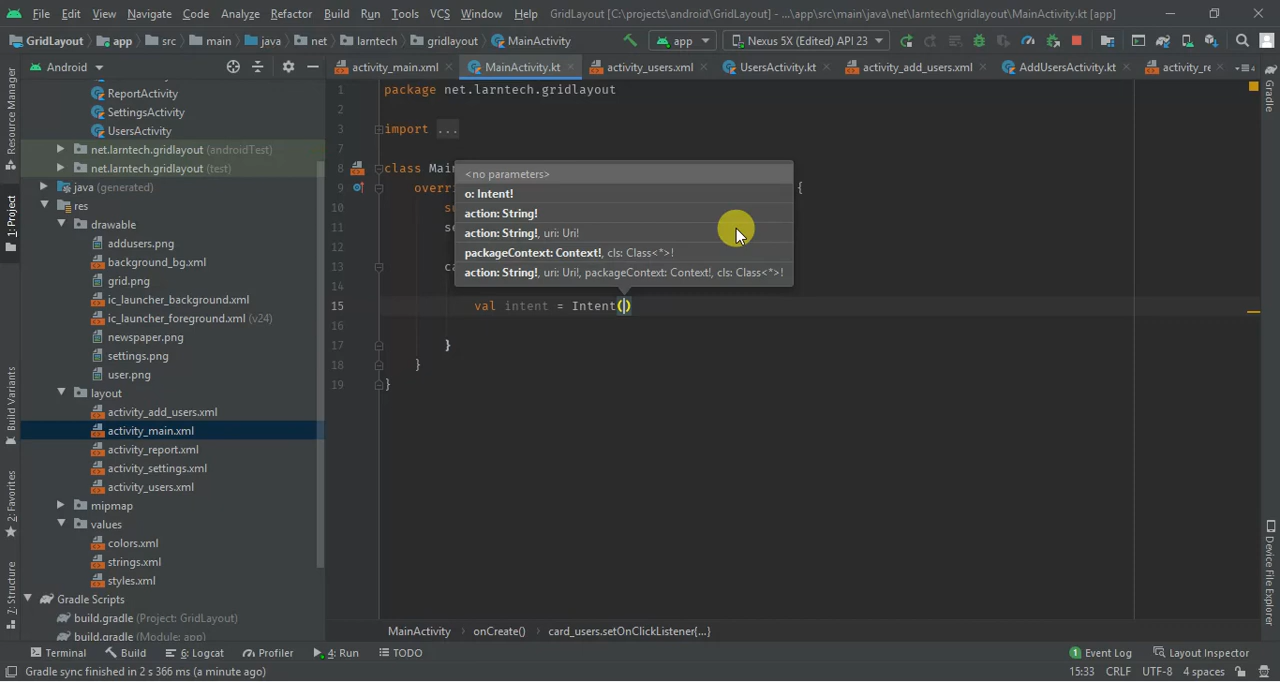 File Edit View Navigate Code Analyze Refactor Build Run Tools VCS Window Help GridLayout [C:\projects\android\GridLayout] - ...\app\src\main\java\net\larntech\gridlayout\MainActivity.kt [app]
GridLayout app src main java net larntech gridlayout MainActivity app Nexus 5X (Edited) API 23
Android activity_main.xml MainActivity.kt activity_users.xml UsersActivity.kt activity_add_users.xml AddUsersActivity.kt activity_re
ReportActivity
SettingsActivity
UsersActivity
net.larntech.gridlayout (androidTest)
net.larntech.gridlayout (test)
java (generated)
res
drawable
addusers.png
background_bg.xml
grid.png
ic_launcher_background.xml
ic_launcher_foreground.xml (v24)
newspaper.png
settings.png
user.png
layout
activity_add_users.xml
activity_main.xml
activity_report.xml
activity_settings.xml
activity_users.xml
mipmap
values
colors.xml
strings.xml
styles.xml
Gradle Scripts
build.gradle (Project: GridLayout)
build.gradle (Module: app)
1 package net.larntech.gridlayout
2
3 import ...
7
8 class Mai
9 overri {
10 su
11 se
12
13 ca
14
15 val intent = Intent()
16
17 }
18 }
19 }
<no parameters>
o: Intent!
action: String!
action: String!, uri: Uri!
packageContext: Context!, cls: Class<*>!
action: String!, uri: Uri!, packageContext: Context!, cls: Class<*>!
Resource Manager
1: Project
Build Variants
2: Favorites
7: Structure
Gradle
Device File Explorer
MainActivity onCreate() card_users.setOnClickListener{...}
Terminal Build 6: Logcat Profiler 4: Run TODO Event Log Layout Inspector
Gradle sync finished in 2 s 366 ms (a minute ago) 15:33 CRLF UTF-8 4 spaces